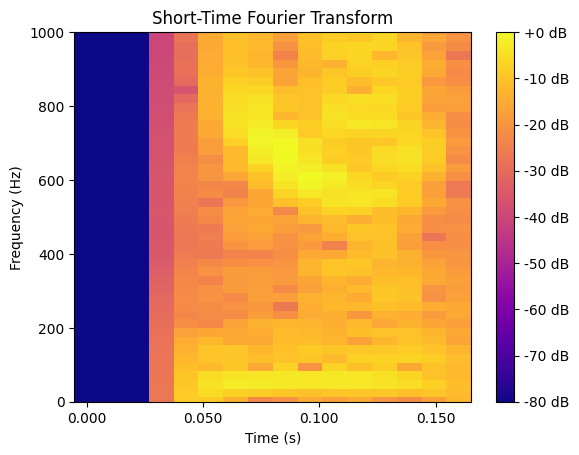 Short-Time Fourier Transform
1000
800
600
400
200
0
Frequency (Hz)
0.000
0.050
0.100
0.150
Time (s)
+0 dB
-10 dB
-20 dB
-30 dB
-40 dB
-50 dB
-60 dB
-70 dB
-80 dB